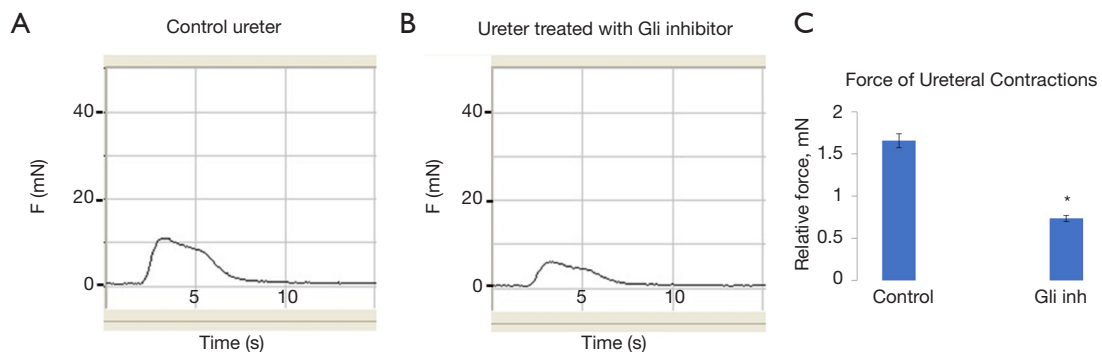 A
Control ureter
F (mN)
40
20
0
5
10
Time (s)
B
Ureter treated with Gli inhibitor
F (mN)
40
20
0
5
10
Time (s)
C
Force of Ureteral Contractions
Relative force, mN
2
1.5
1
0.5
0
*
Control
Gli inh